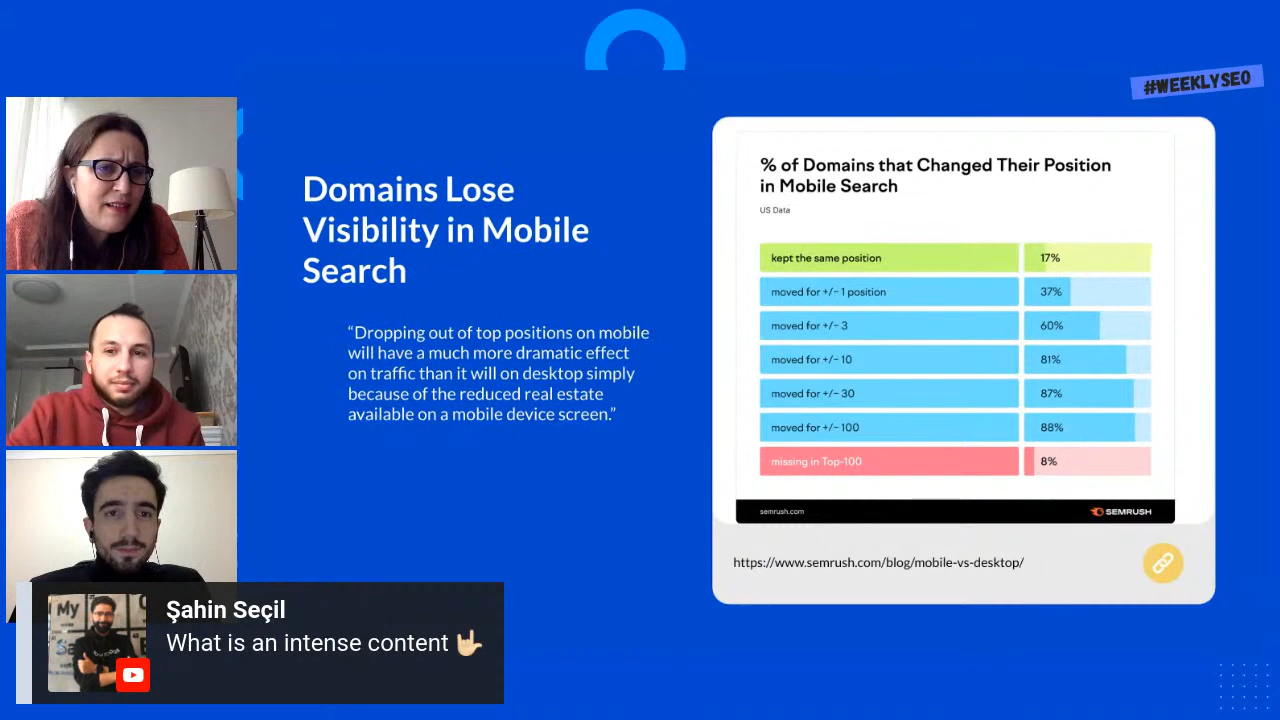 #WEEKLYSEO
Domains Lose
Visibility in Mobile
Search
“Dropping out of top positions on mobile
will have a much more dramatic effect
on traffic than it will on desktop simply
because of the reduced real estate
available on a mobile device screen.”
% of Domains that Changed Their Position
in Mobile Search
US Data
kept the same position 17%
moved for +/- 1 position 37%
moved for +/- 3 60%
moved for +/- 10 81%
moved for +/- 30 87%
moved for +/- 100 88%
missing in Top-100 8%
semrush.com SEMRUSH
https://www.semrush.com/blog/mobile-vs-desktop/
My
Şahin Seçil
What is an intense content 🤟🏼